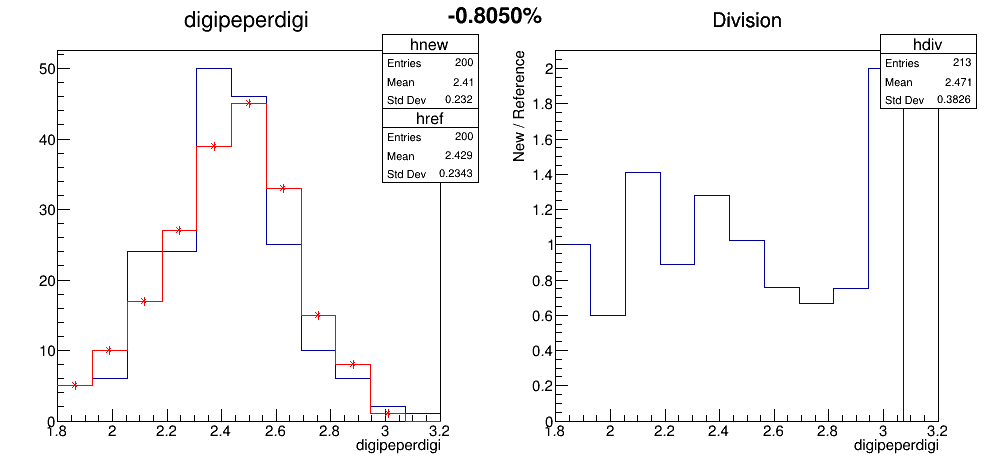 -0.8050%
digipeperdigi
hnew
Entries 200
Mean 2.41
Std Dev 0.232
href
Entries 200
Mean 2.429
Std Dev 0.2343
50
40
30
20
10
0
1.8 2 2.2 2.4 2.6 2.8 3 3.2
digipeperdigi
Division
hdiv
Entries 213
Mean 2.471
Std Dev 0.3826
New / Reference
2
1.8
1.6
1.4
1.2
1
0.8
0.6
0.4
0.2
0
1.8 2 2.2 2.4 2.6 2.8 3 3.2
digipeperdigi